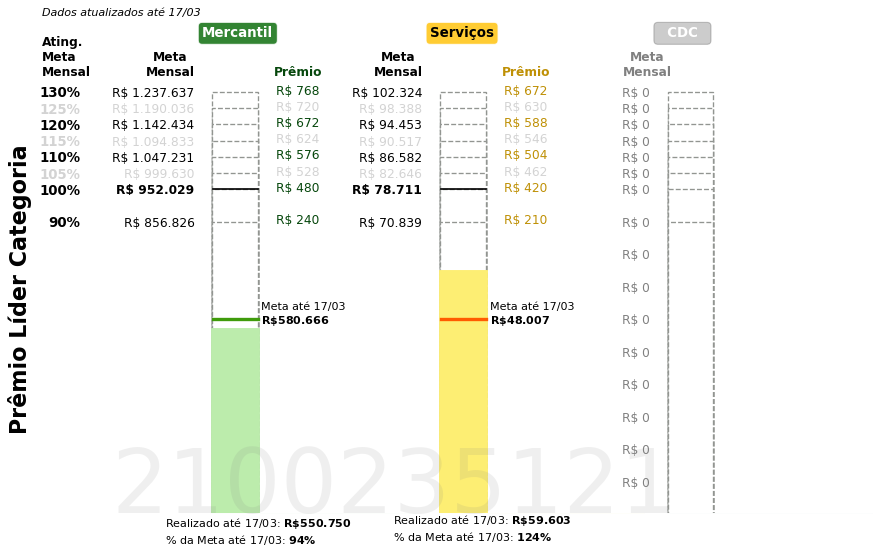 Dados atualizados até 17/03
Mercantil Serviços CDC
Ating. Meta Mensal
Meta Mensal Prêmio Meta Mensal Prêmio Meta Mensal
130% R$ 1.237.637 R$ 768 R$ 102.324 R$ 672 R$ 0
125% R$ 1.190.036 R$ 720 R$ 98.388 R$ 630 R$ 0
120% R$ 1.142.434 R$ 672 R$ 94.453 R$ 588 R$ 0
115% R$ 1.094.833 R$ 624 R$ 90.517 R$ 546 R$ 0
110% R$ 1.047.231 R$ 576 R$ 86.582 R$ 504 R$ 0
105% R$ 999.630 R$ 528 R$ 82.646 R$ 462 R$ 0
100% R$ 952.029 R$ 480 R$ 78.711 R$ 420 R$ 0
90% R$ 856.826 R$ 240 R$ 70.839 R$ 210 R$ 0
R$ 0
R$ 0
R$ 0
R$ 0
R$ 0
R$ 0
R$ 0
R$ 0
Meta até 17/03
R$580.666
Meta até 17/03
R$48.007
Prêmio Líder Categoria
2100235121
Realizado até 17/03: R$550.750
% da Meta até 17/03: 94%
Realizado até 17/03: R$59.603
% da Meta até 17/03: 124%